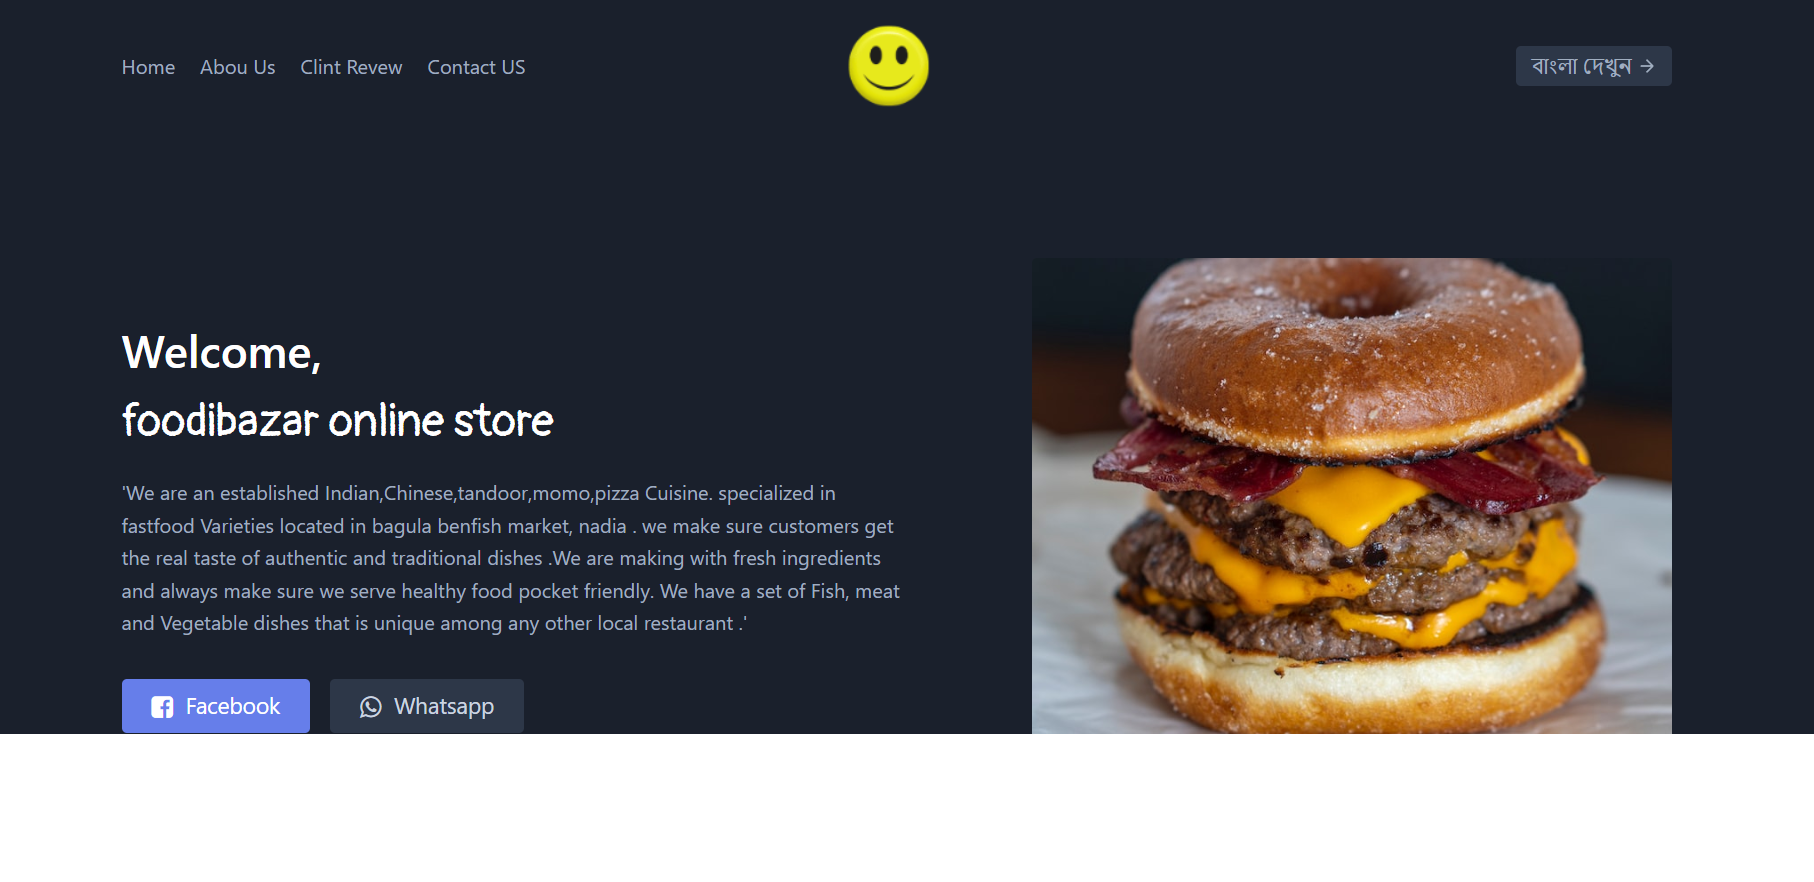 Home Abou Us Clint Revew Contact US
বাংলা দেখুন →
Welcome,
foodibazar online store
'We are an established Indian,Chinese,tandoor,momo,pizza Cuisine. specialized in
fastfood Varieties located in bagula benfish market, nadia . we make sure customers get
the real taste of authentic and traditional dishes .We are making with fresh ingredients
and always make sure we serve healthy food pocket friendly. We have a set of Fish, meat
and Vegetable dishes that is unique among any other local restaurant .'
Facebook Whatsapp